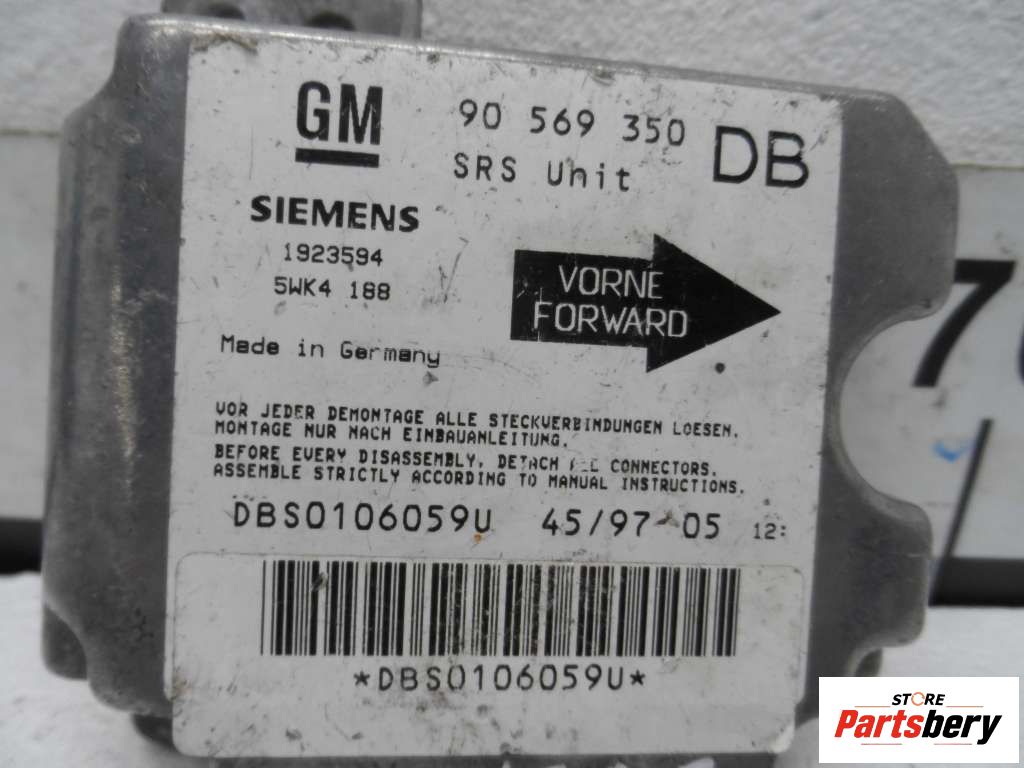 GM
90 569 350
DB
SRS Unit
SIEMENS
1923594
5WK4 188
VORNE
FORWARD
Made in Germany
VOR JEDER DEMONTAGE ALLE STECKVERBINDUNGEN LOESEN.
MONTAGE NUR NACH EINBAUANLEITUNG.
BEFORE EVERY DISASSEMBLY, DETACH CONNECTORS.
ASSEMBLE STRICTLY ACCORDING TO MANUAL INSTRUCTIONS.
DBS0106059U 45/97-05 12:
*DBS0106059U*
7
STORE
Partsbery